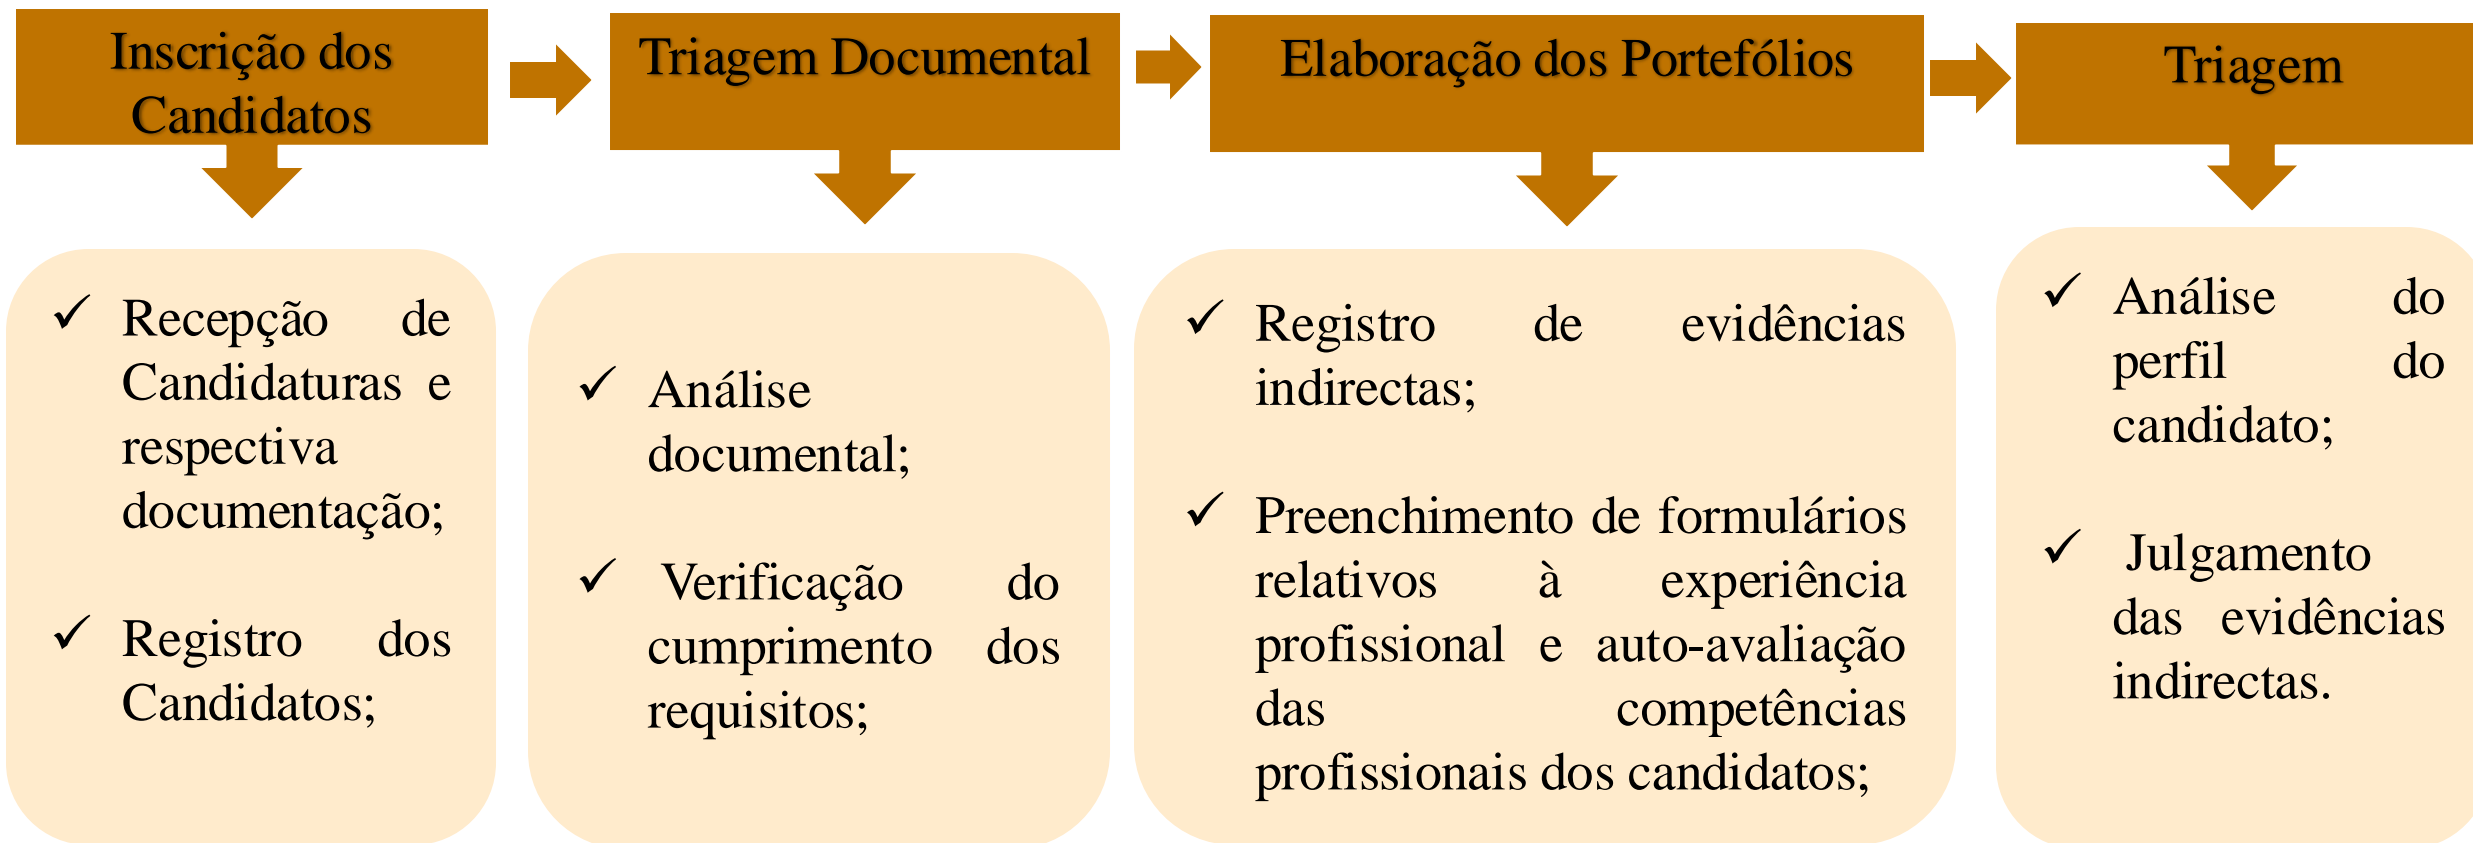 Inscrição dos
Candidatos
Triagem Documental
Elaboração dos Portefólios
Triagem
✓ Recepção de
Candidaturas e
respectiva
documentação;
✓ Registro dos
Candidatos;
✓ Análise
documental;
✓ Verificação do
cumprimento dos
requisitos;
✓ Registro de evidências
indirectas;
✓ Preenchimento de formulários
relativos à experiência
profissional e auto-avaliação
das competências
profissionais dos candidatos;
✓ Análise do
perfil do
candidato;
✓ Julgamento
das evidências
indirectas.